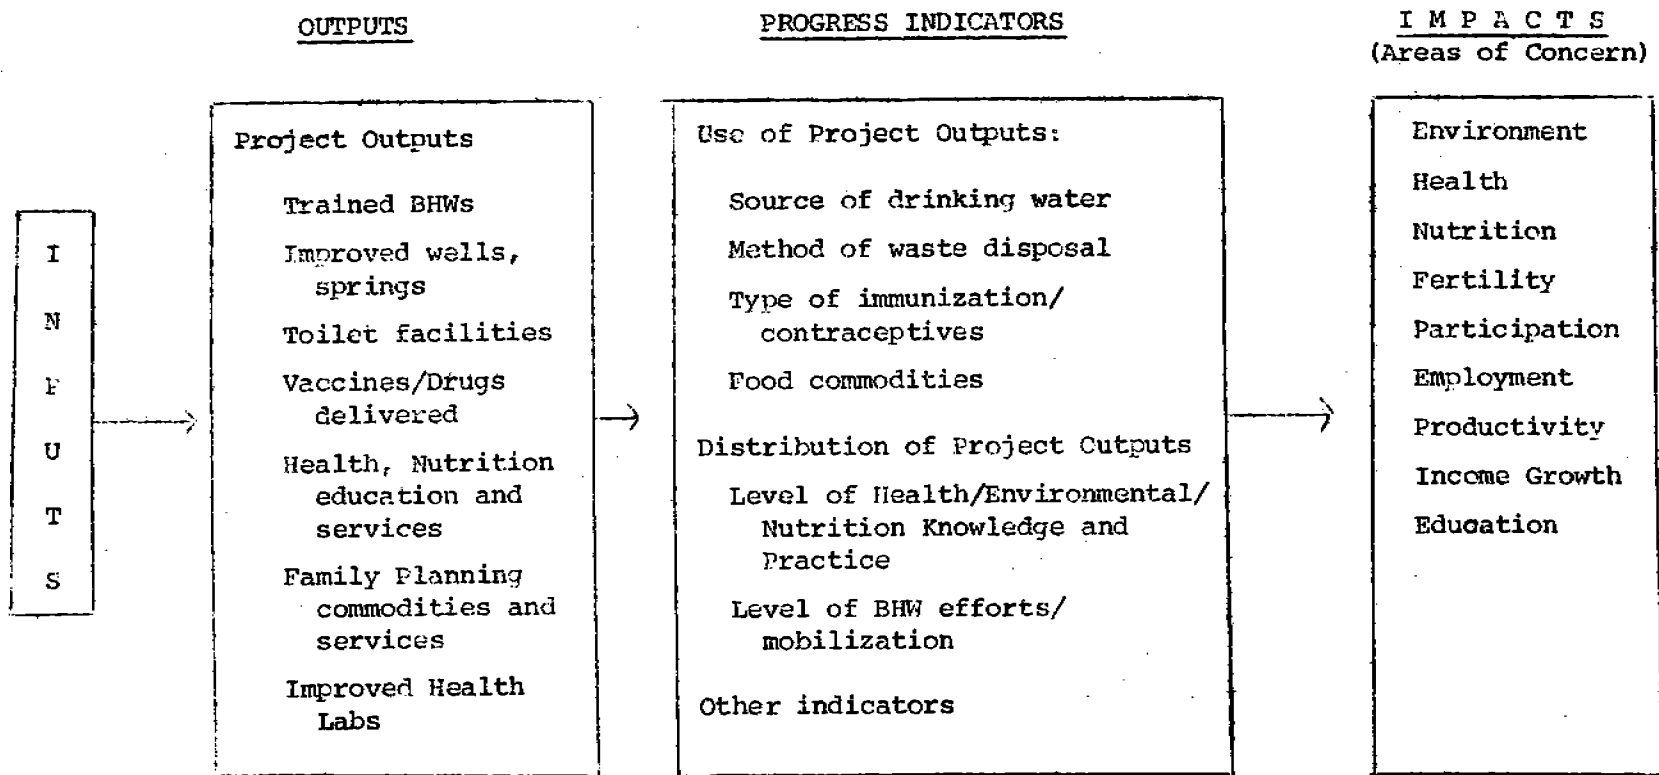 OUTPUTS
PROGRESS INDICATORS
I M P A C T S
(Areas of Concern)
I
N
P
U
T
S
Project Outputs
Trained BHWs
Improved wells,
springs
Toilet facilities
Vaccines/Drugs
delivered
Health, Nutrition
education and
services
Family Planning
commodities and
services
Improved Health
Labs
Use of Project Outputs:
Source of drinking water
Method of waste disposal
Type of immunization/
contraceptives
Food commodities
Distribution of Project Outputs
Level of Health/Environmental/
Nutrition Knowledge and
Practice
Level of BHW efforts/
mobilization
Other indicators
Environment
Health
Nutrition
Fertility
Participation
Employment
Productivity
Income Growth
Education